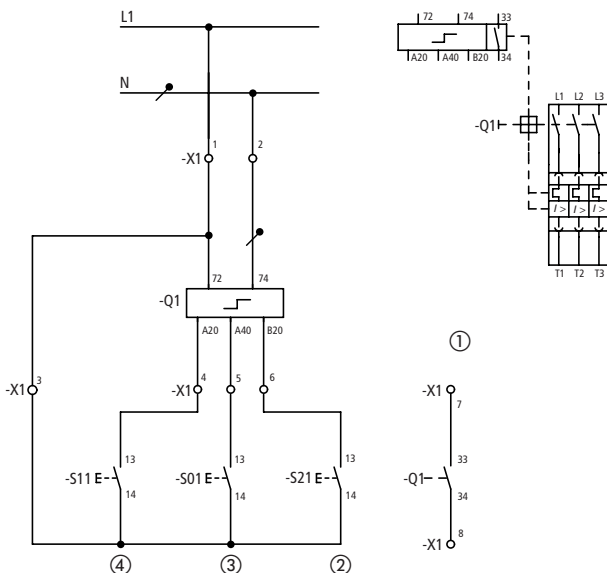 L1
72 74 33
A20 A40 B20 34
N
L1 L2 L3
-Q1
1 2
-X1
I> I> I>
72 74
T1 T2 T3
-Q1
A20 A40 B20
①
3 4 5 6
-X1 -X1 -X1
7
13 13 13 33
-S11 E -S01 E -S21 E -Q1
14 14 14 34
8
-X1
④ ③ ②